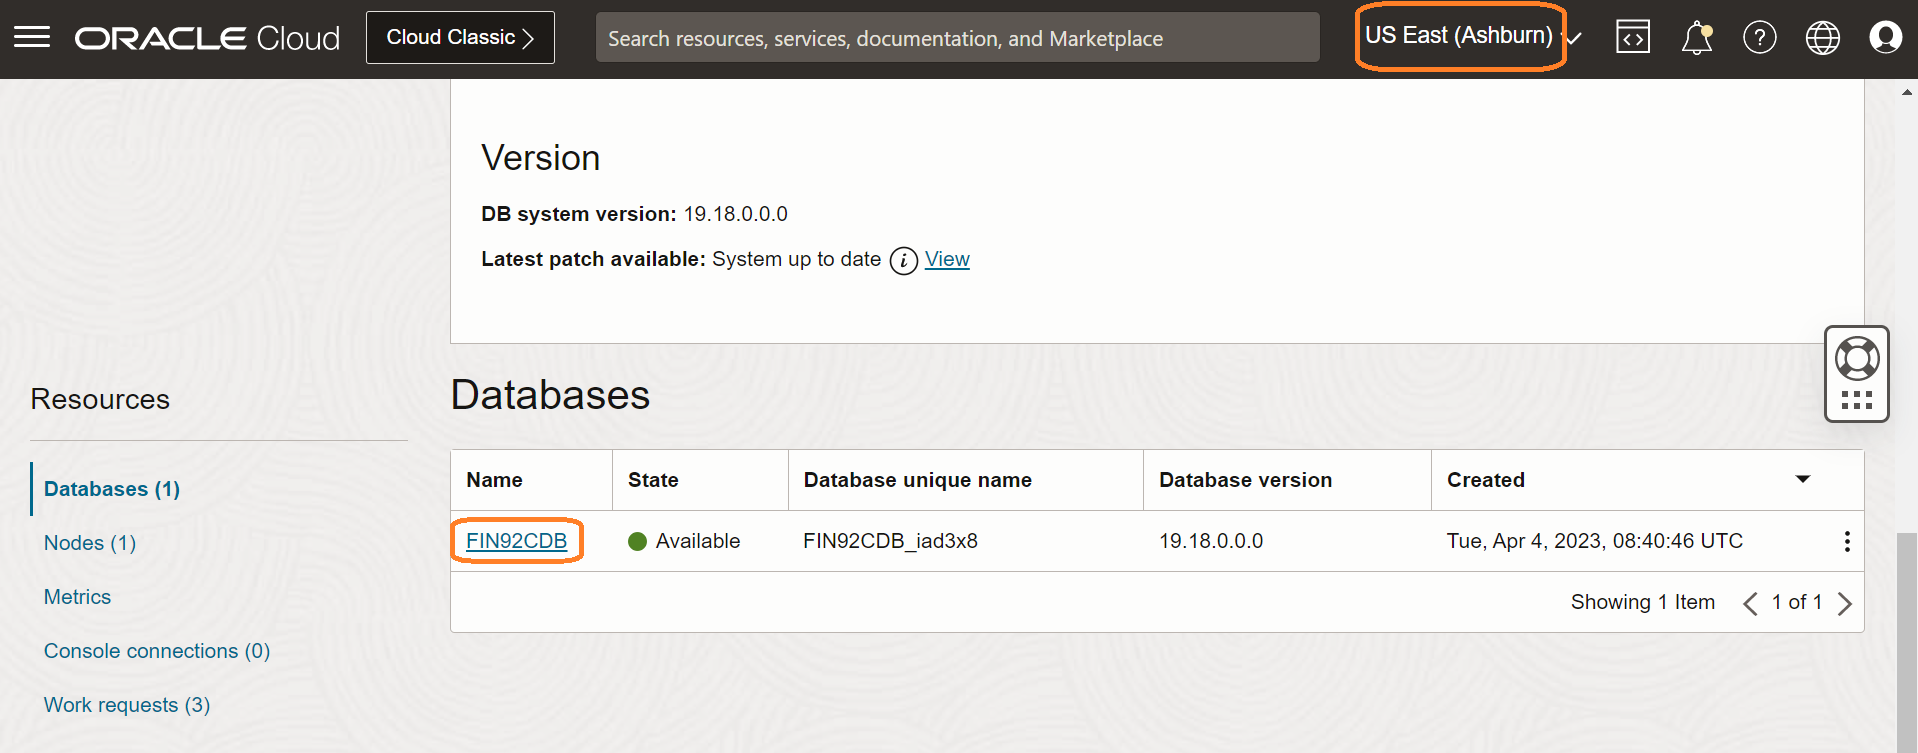 ORACLE Cloud
Cloud Classic
Search resources, services, documentation, and Marketplace
US East (Ashburn)
Version
DB system version: 19.18.0.0.0
Latest patch available: System up to date View
Resources
Databases (1)
Nodes (1)
Metrics
Console connections (0)
Work requests (3)
Databases
Name State Database unique name Database version Created
FIN92CDB Available FIN92CDB_iad3x8 19.18.0.0.0 Tue, Apr 4, 2023, 08:40:46 UTC
Showing 1 Item 1 of 1